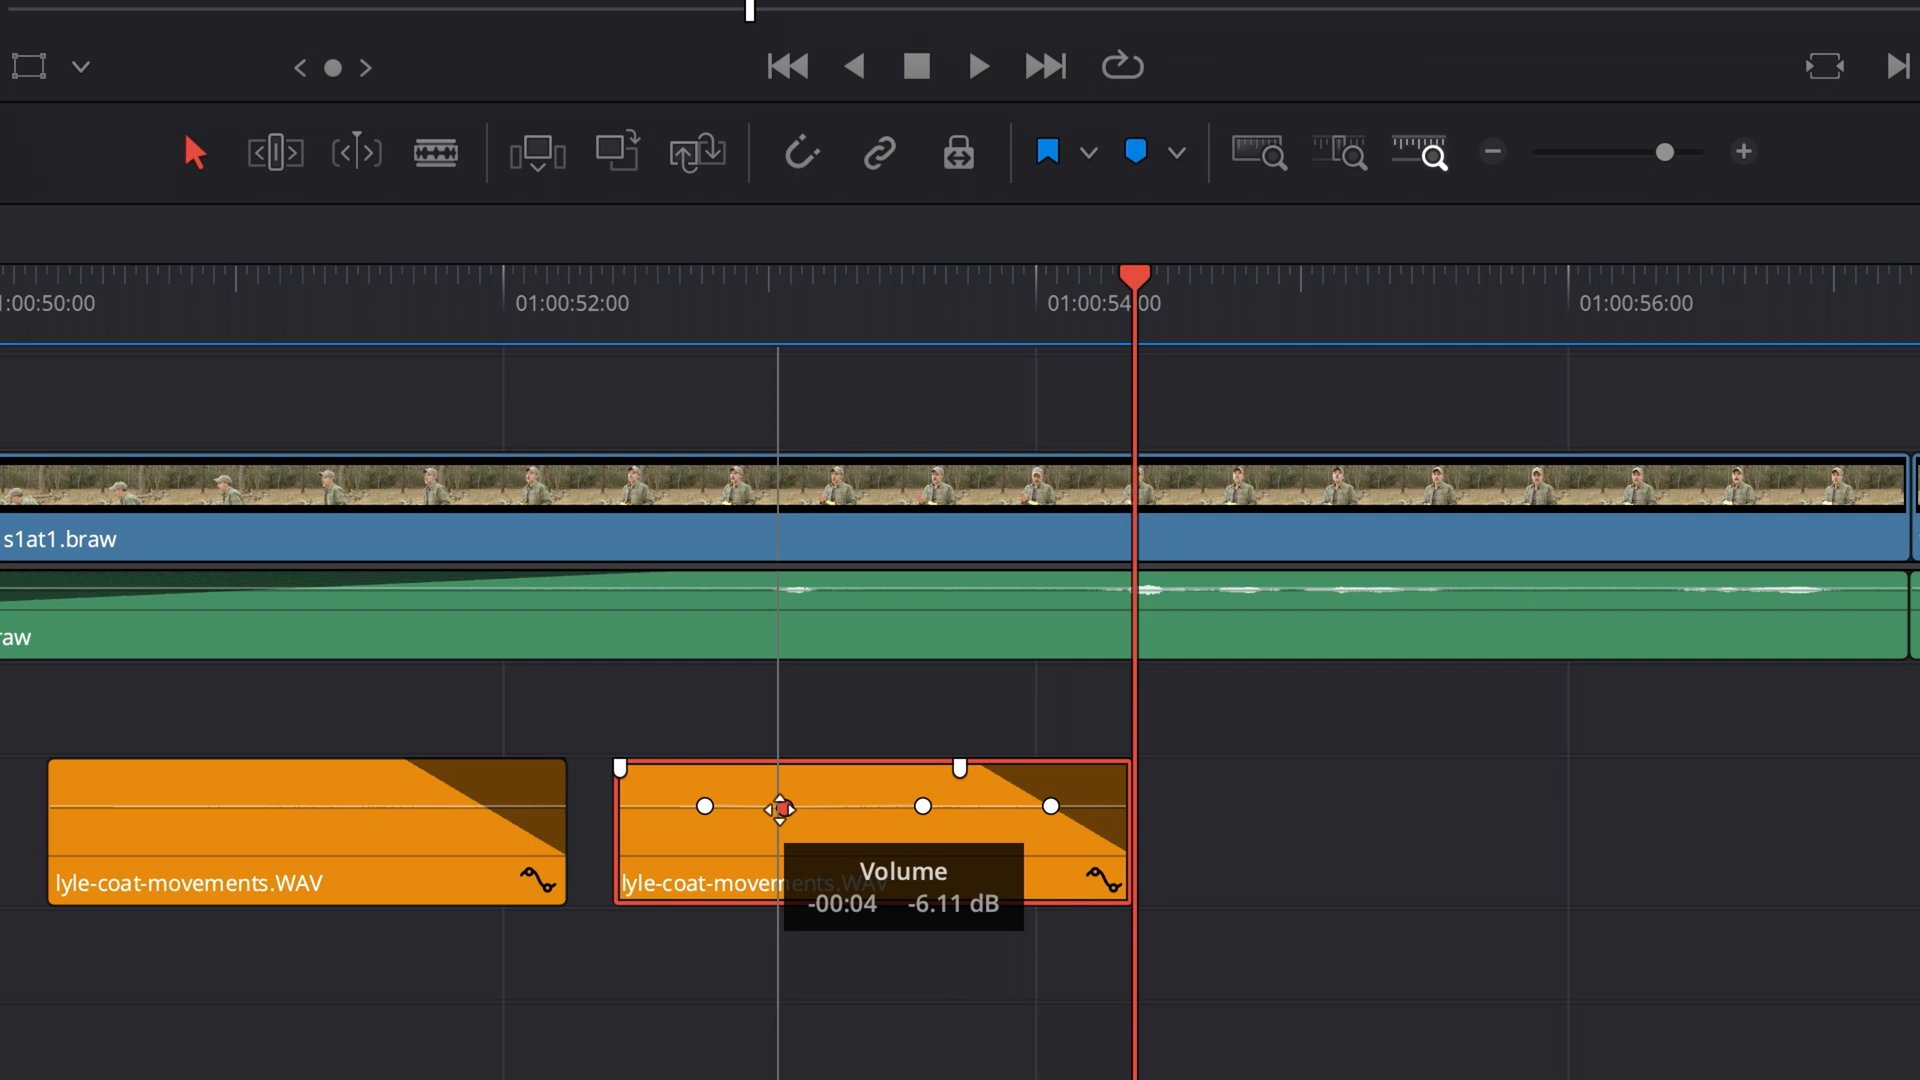 1:00:50:00
01:00:52:00
01:00:54:00
01:00:56:00
s1at1.braw
raw
lyle-coat-movements.WAV
lyle-coat-movements.WAV
Volume
-00:04 -6.11 dB